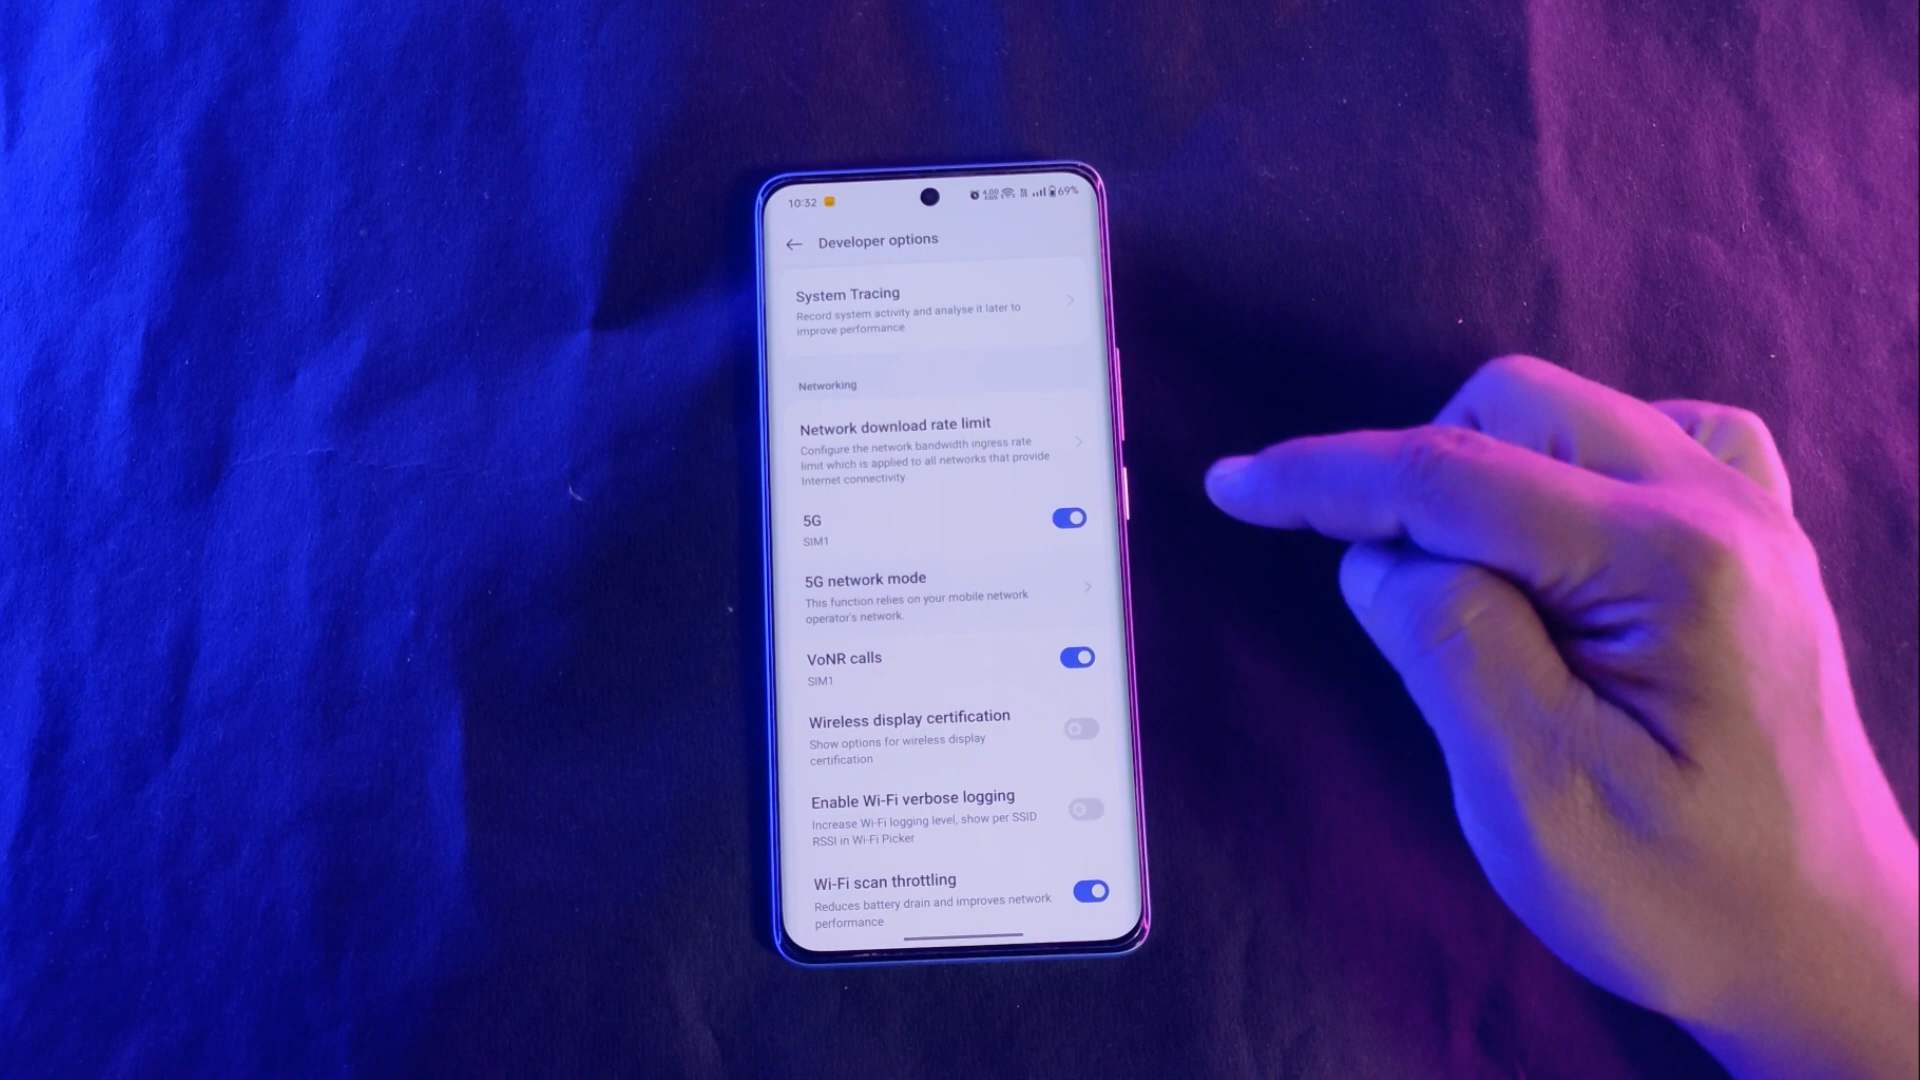 10:32
4.00
69%
Developer options
System Tracing
Record system activity and analyse it later to
improve performance
Networking
Network download rate limit
Configure the network bandwidth ingress rate
limit which is applied to all networks that provide
Internet connectivity
5G
SIM1
5G network mode
This function relies on your mobile network
operator's network.
VoNR calls
SIM1
Wireless display certification
Show options for wireless display
certification
Enable Wi-Fi verbose logging
Increase Wi-Fi logging level, show per SSID
RSSI in Wi-Fi Picker
Wi-Fi scan throttling
Reduces battery drain and improves network
performance